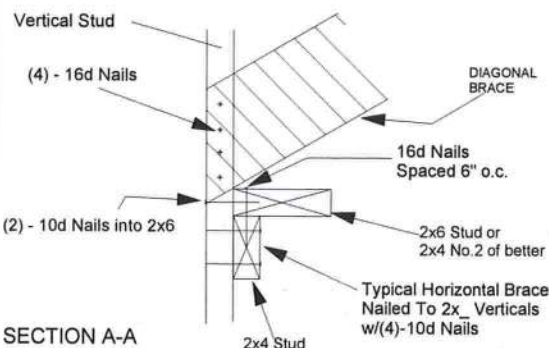 Vertical Stud
(4) - 16d Nails
DIAGONAL
BRACE
16d Nails
Spaced 6" o.c.
(2) - 10d Nails into 2x6
2x6 Stud or
2x4 No.2 of better
Typical Horizontal Brace
Nailed To 2x_ Verticals
w/(4)-10d Nails
SECTION A-A
2x4 Stud